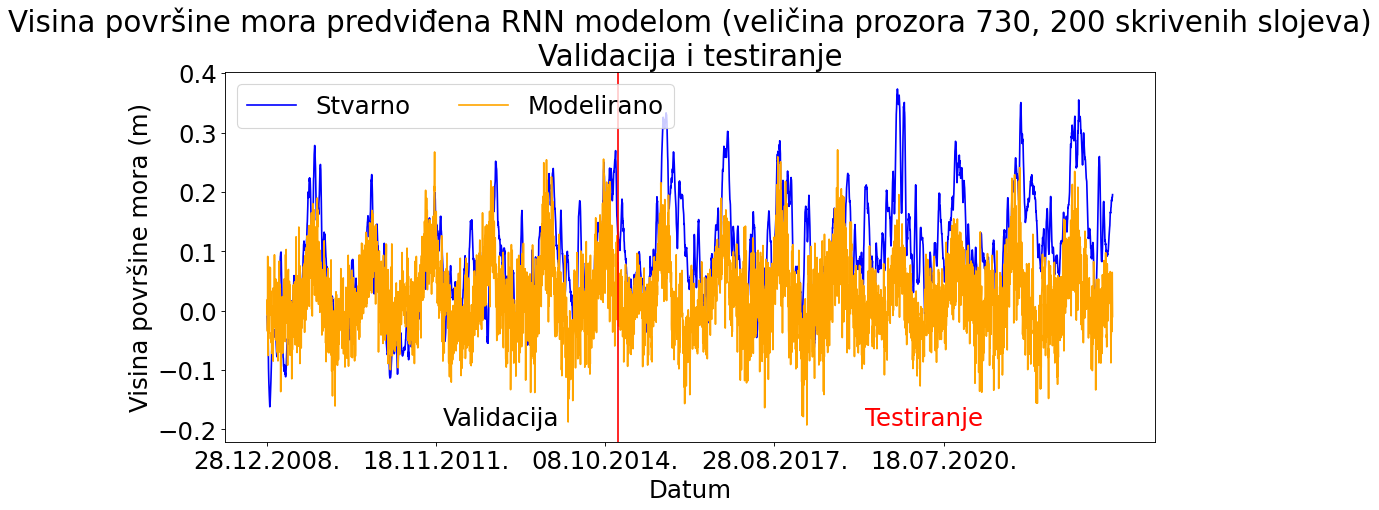 Visina površine mora predviđena RNN modelom (veličina prozora 730, 200 skrivenih slojeva)
Validacija i testiranje
Stvarno Modelirano
Visina površine mora (m)
0.4
0.3
0.2
0.1
0.0
−0.1
−0.2
Validacija Testiranje
28.12.2008. 18.11.2011. 08.10.2014. 28.08.2017. 18.07.2020.
Datum